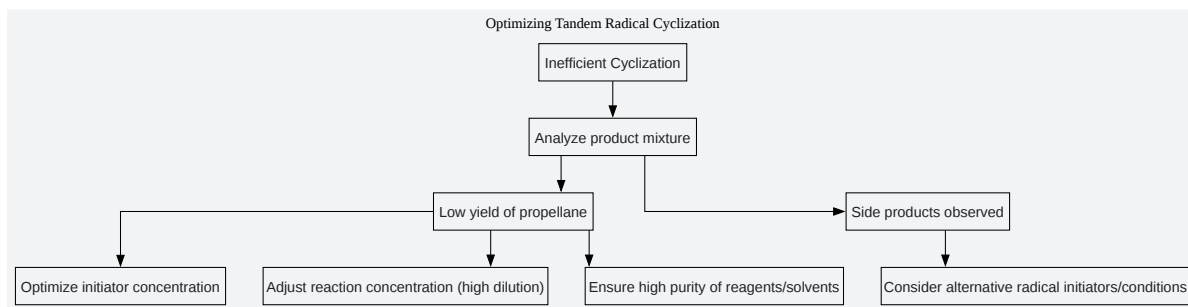 Optimizing Tandem Radical Cyclization
Inefficient Cyclization
Analyze product mixture
Low yield of propellane
Side products observed
Optimize initiator concentration
Adjust reaction concentration (high dilution)
Ensure high purity of reagents/solvents
Consider alternative radical initiators/conditions